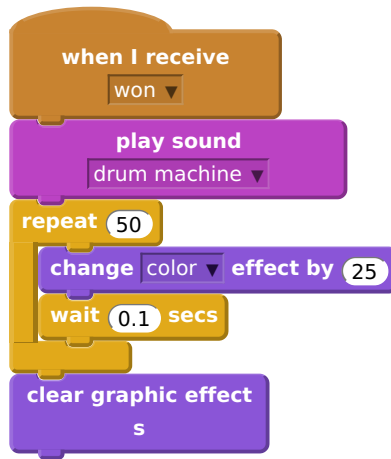 when I receive
won ▼
play sound
drum machine ▼
repeat 50
change color ▼ effect by 25
wait 0.1 secs
clear graphic effect
s